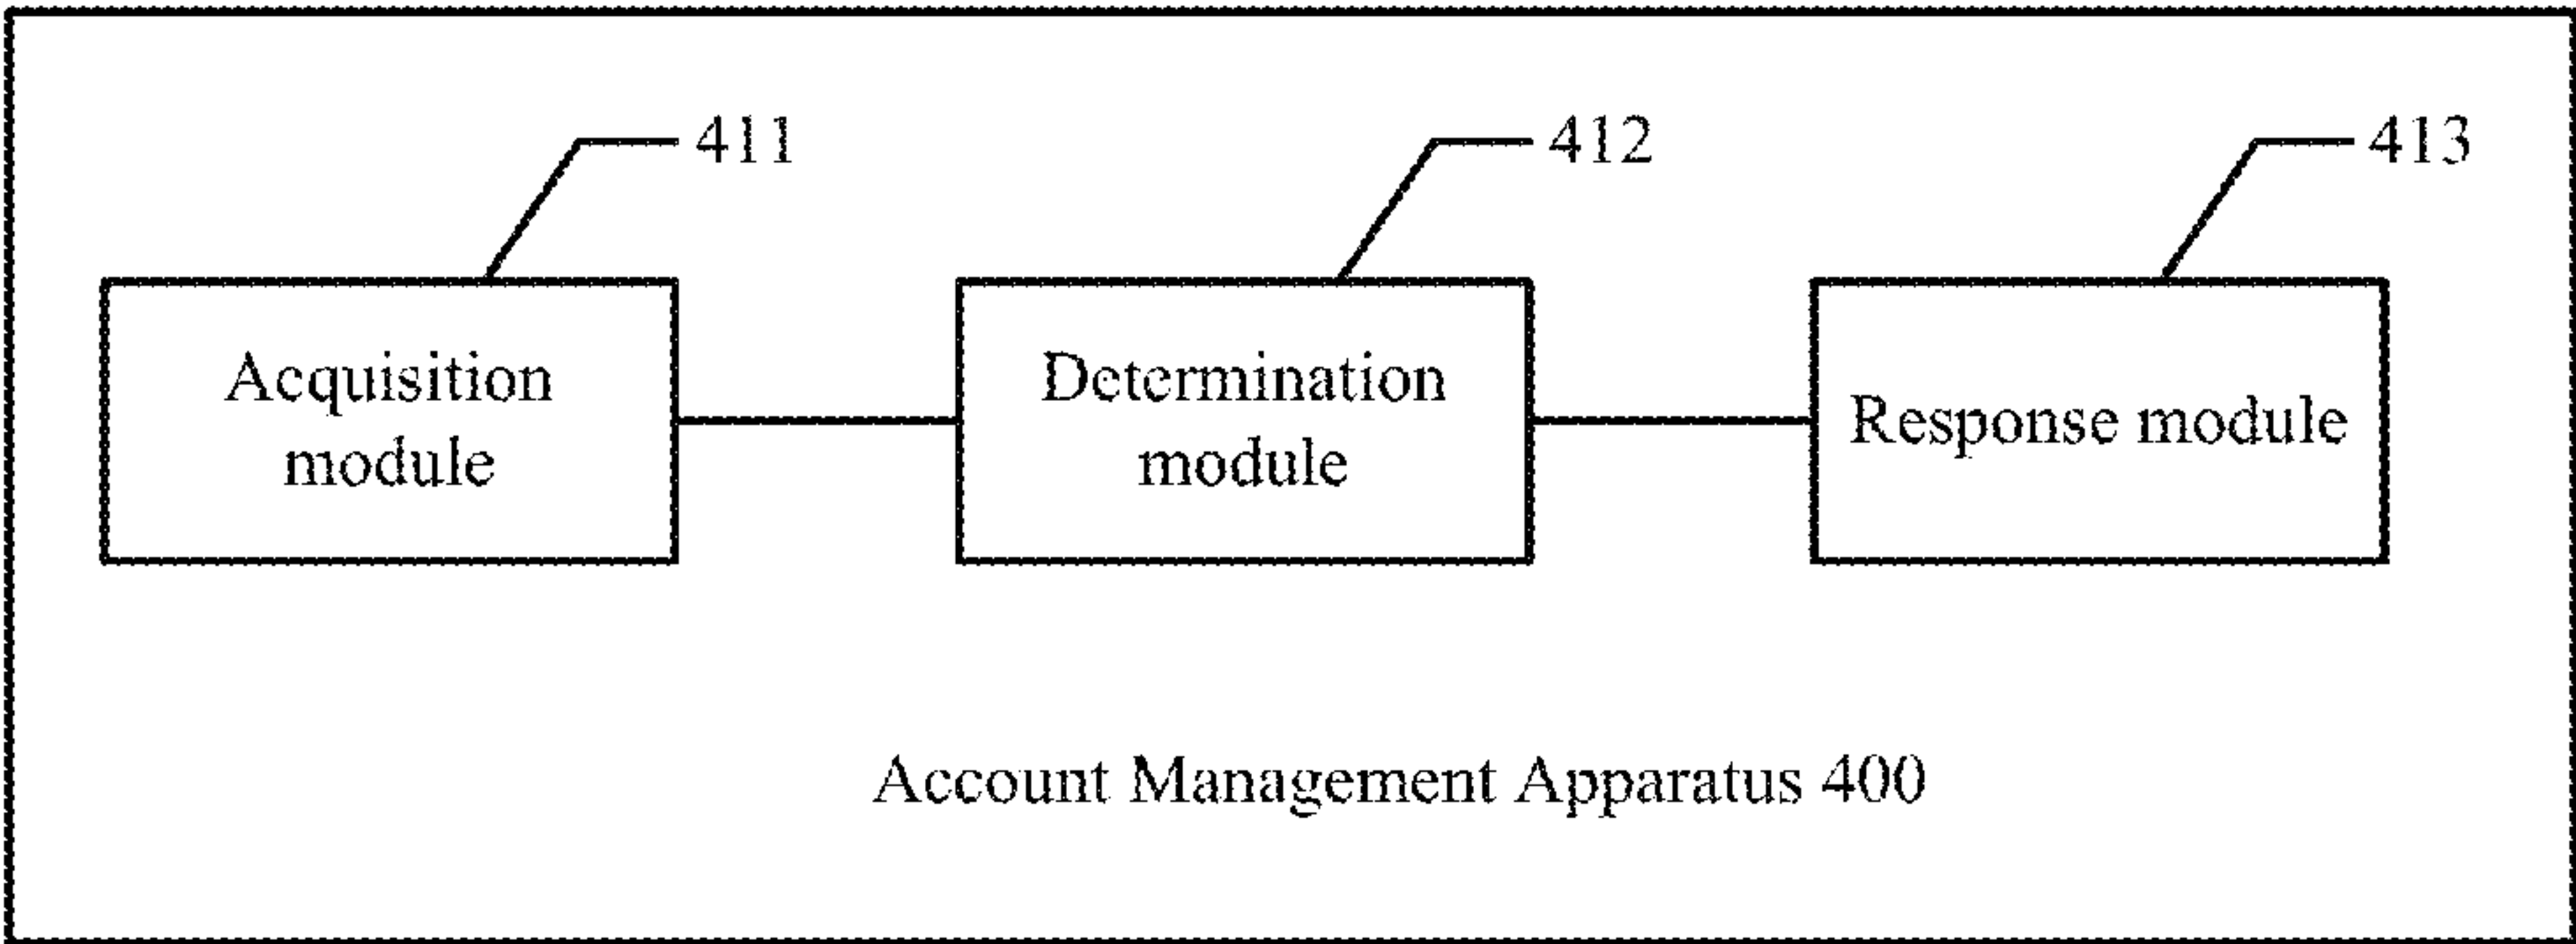 411
412
413
Acquisition
module
Determination
module
Response module
Account Management Apparatus 400